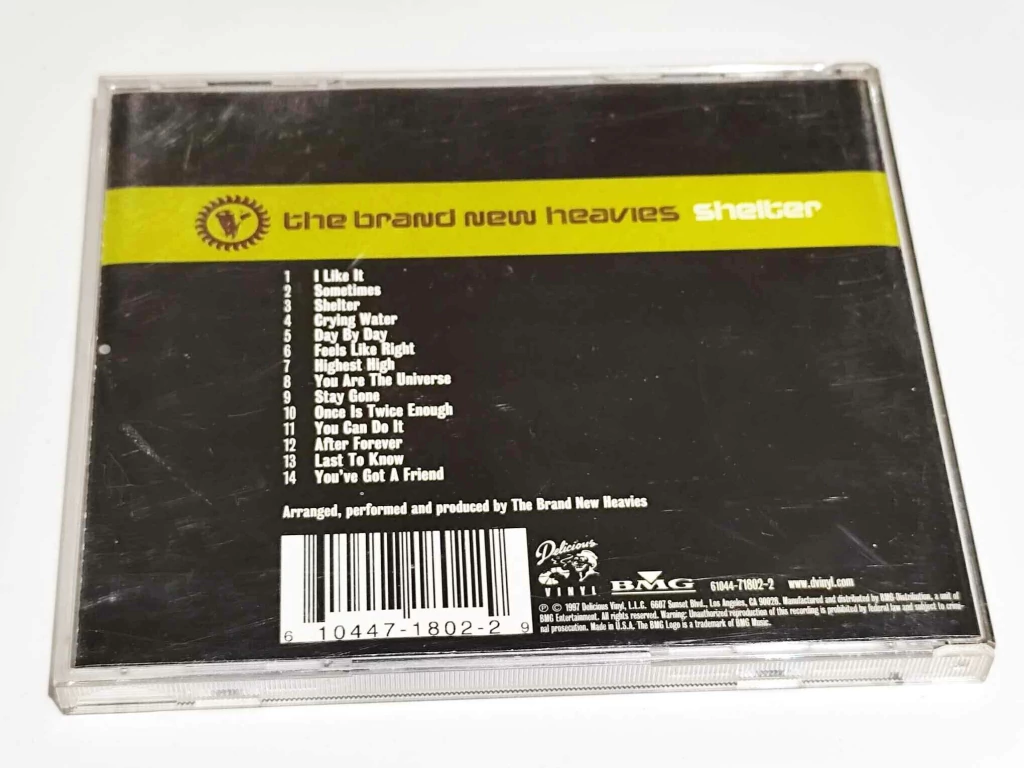 the brand new heavies shelter
1 I Like It
2 Sometimes
3 Shelter
4 Crying Water
5 Day By Day
6 Feels Like Right
7 Highest High
8 You Are The Universe
9 Stay Gone
10 Once Is Twice Enough
11 You Can Do It
12 After Forever
13 Last To Know
14 You've Got A Friend
Arranged, performed and produced by The Brand New Heavies
Delicious
VINYL
BMG 61044-71802-2 www.dvinyl.com
℗ © 1997 Delicious Vinyl, L.L.C. 6607 Sunset Blvd., Los Angeles, CA 90028. Manufactured and distributed by BMG Distribution, a unit of
BMG Entertainment. All rights reserved. Warning: Unauthorized reproduction of this recording is prohibited by federal law and subject to crimi-
nal prosecution. Made in U.S.A. The BMG Logo is a trademark of BMG Music.
6 10447-1802-2 9